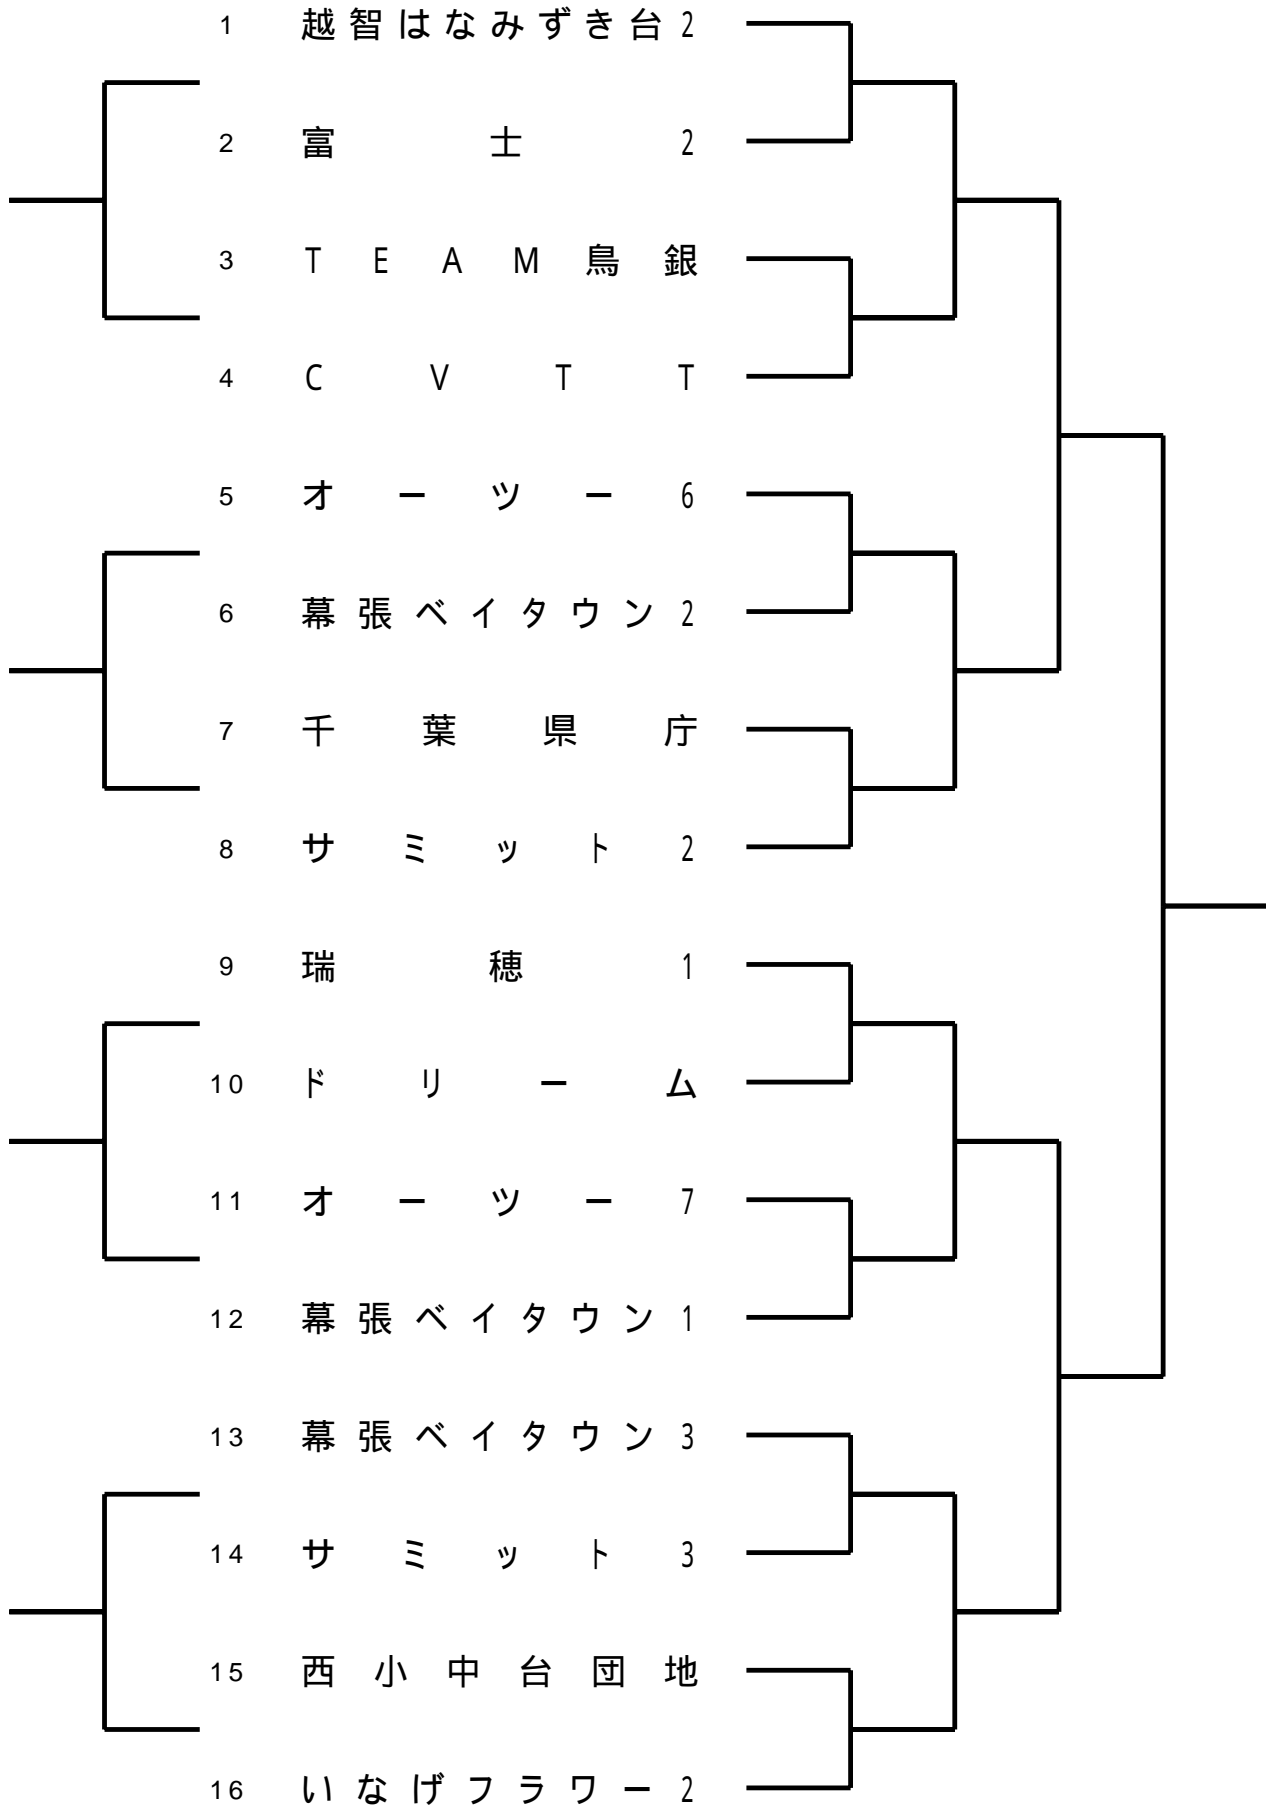 1 越智はなみずき台2
2 富士2
3 TEAM鳥銀
4 CVTT
5 オーツー6
6 幕張ベイタウン2
7 千葉県庁
8 サミット2
9 瑞穂1
10 ドリーム
11 オーツー7
12 幕張ベイタウン1
13 幕張ベイタウン3
14 サミット3
15 西小中台団地
16 いなげフラワー2